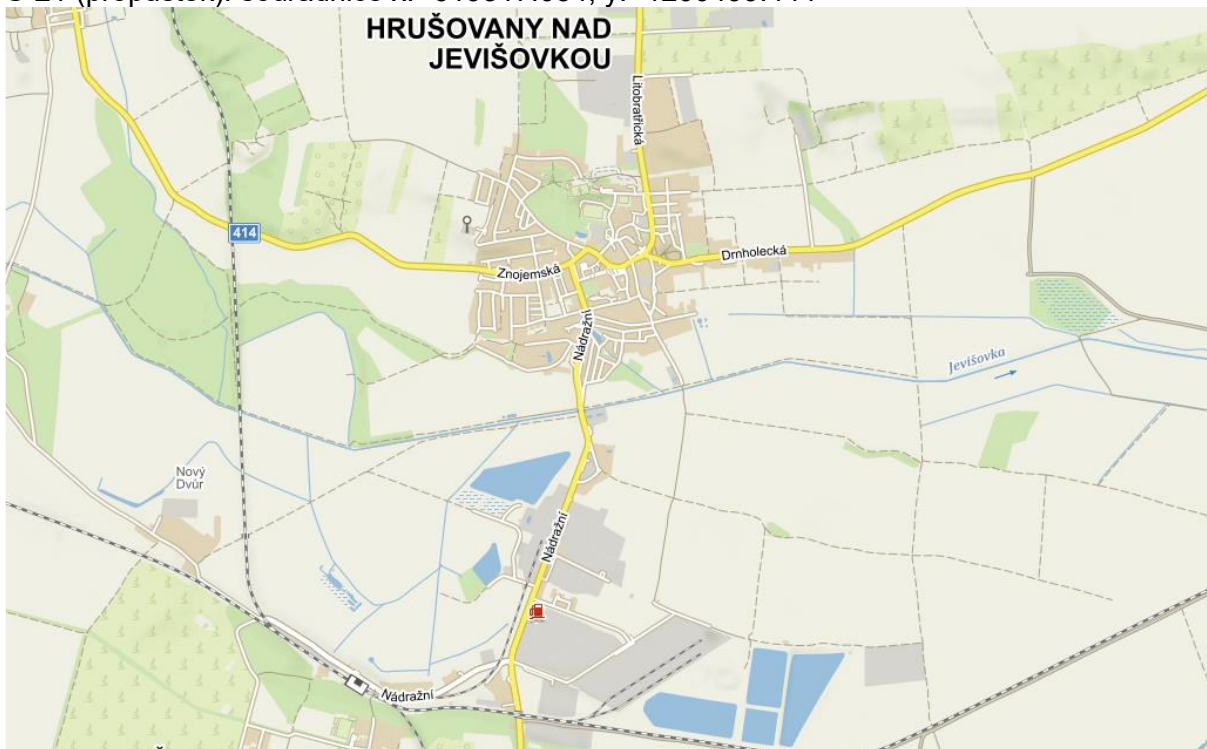 HRUŠOVANY NAD
JEVIŠOVKOU
Litobratřická
414
Znojemská
Drnholecká
Nádražní
Jevišovka
Nový
Dvůr
Nádražní
Nádražní